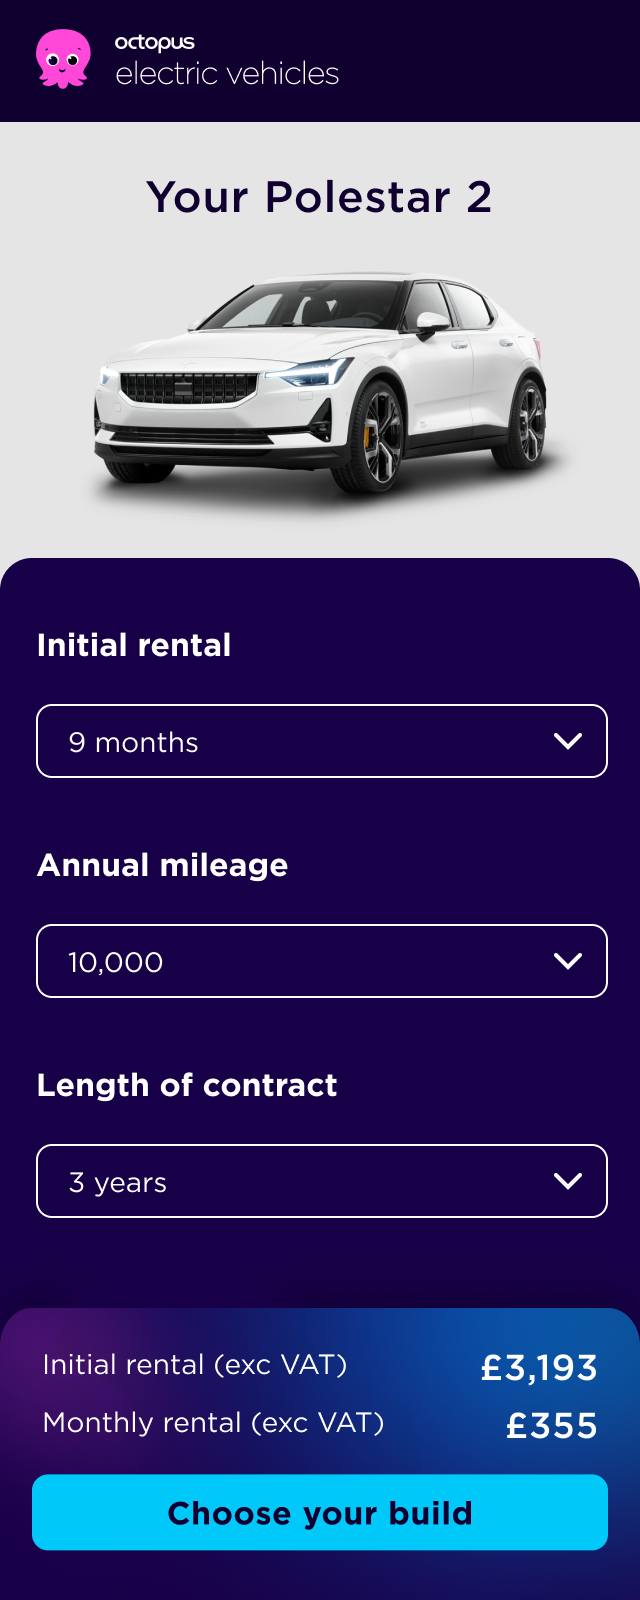 octopus
electric vehicles
Your Polestar 2
Initial rental
9 months
Annual mileage
10,000
Length of contract
3 years
Initial rental (exc VAT) £3,193
Monthly rental (exc VAT) £355
Choose your build